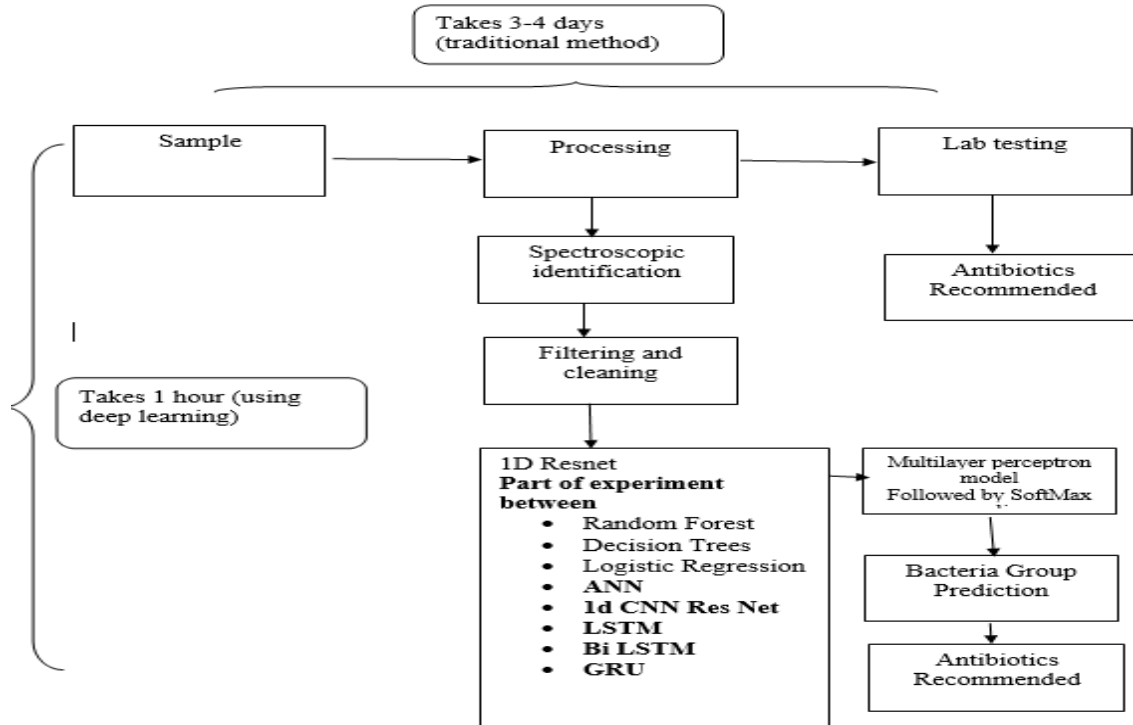 Takes 3-4 days
(traditional method)
Sample
Processing
Lab testing
Spectroscopic
identification
Antibiotics
Recommended
Filtering and
cleaning
Takes 1 hour (using
deep learning)
1D Resnet
Part of experiment
between
• Random Forest
• Decision Trees
• Logistic Regression
• ANN
• 1d CNN Res Net
• LSTM
• Bi LSTM
• GRU
Multilayer perceptron
model
Followed by SoftMax
Bacteria Group
Prediction
Antibiotics
Recommended